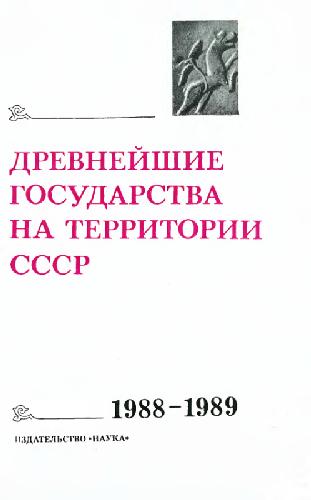 ДРЕВНЕЙШИЕ
ГОСУДАРСТВА
НА ТЕРРИТОРИИ
СССР
1988-1989
ИЗДАТЕЛЬСТВО «НАУКА»